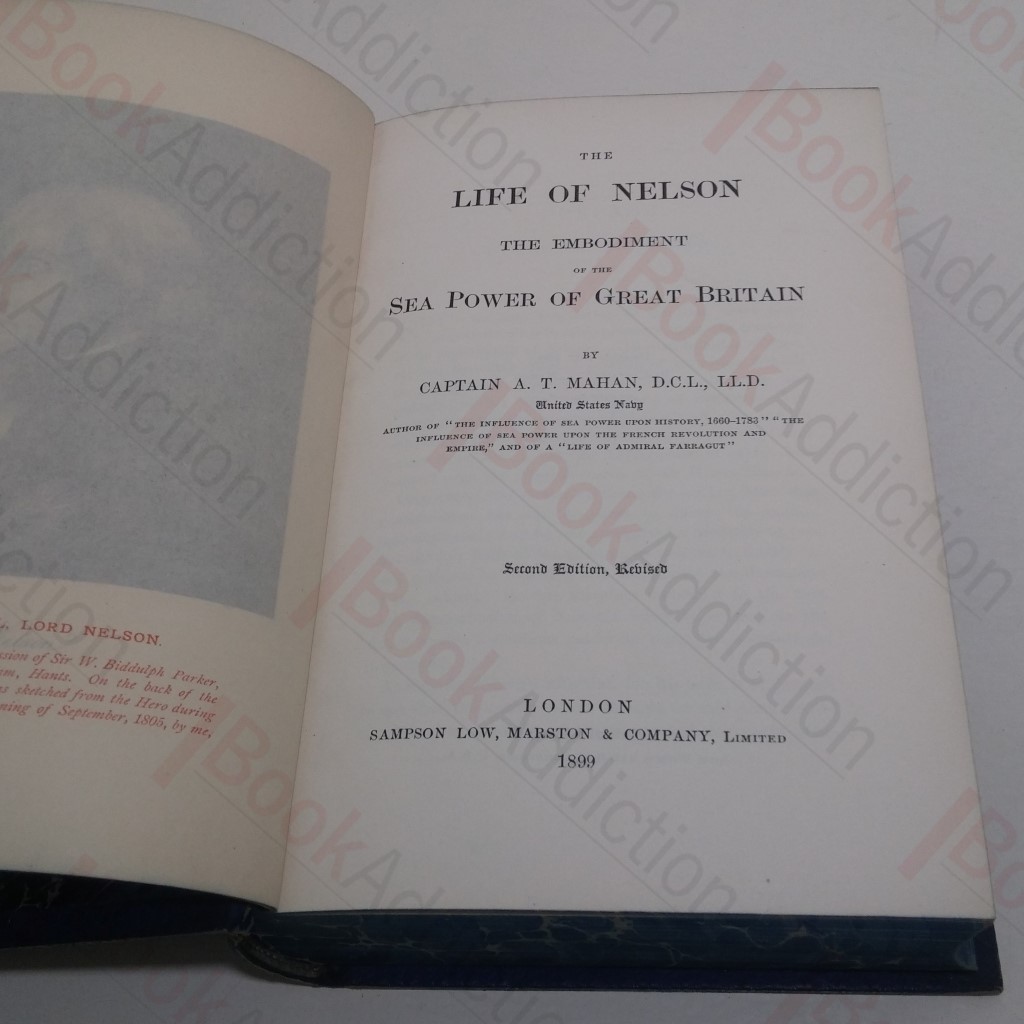 L. LORD NELSON.
ssion of Sir W. Biddulph Parker,
am, Hants. On the back of the
as sketched from the Hero during
ning of September, 1805, by me,
THE
LIFE OF NELSON
THE EMBODIMENT
OF THE
SEA POWER OF GREAT BRITAIN
BY
CAPTAIN A. T. MAHAN, D.C.L., LL.D.
United States Navy
AUTHOR OF "THE INFLUENCE OF SEA POWER UPON HISTORY, 1660–1783" "THE
INFLUENCE OF SEA POWER UPON THE FRENCH REVOLUTION AND
EMPIRE," AND OF A "LIFE OF ADMIRAL FARRAGUT"
Second Edition, Revised
LONDON
SAMPSON LOW, MARSTON & COMPANY, LIMITED
1899
BookAddiction